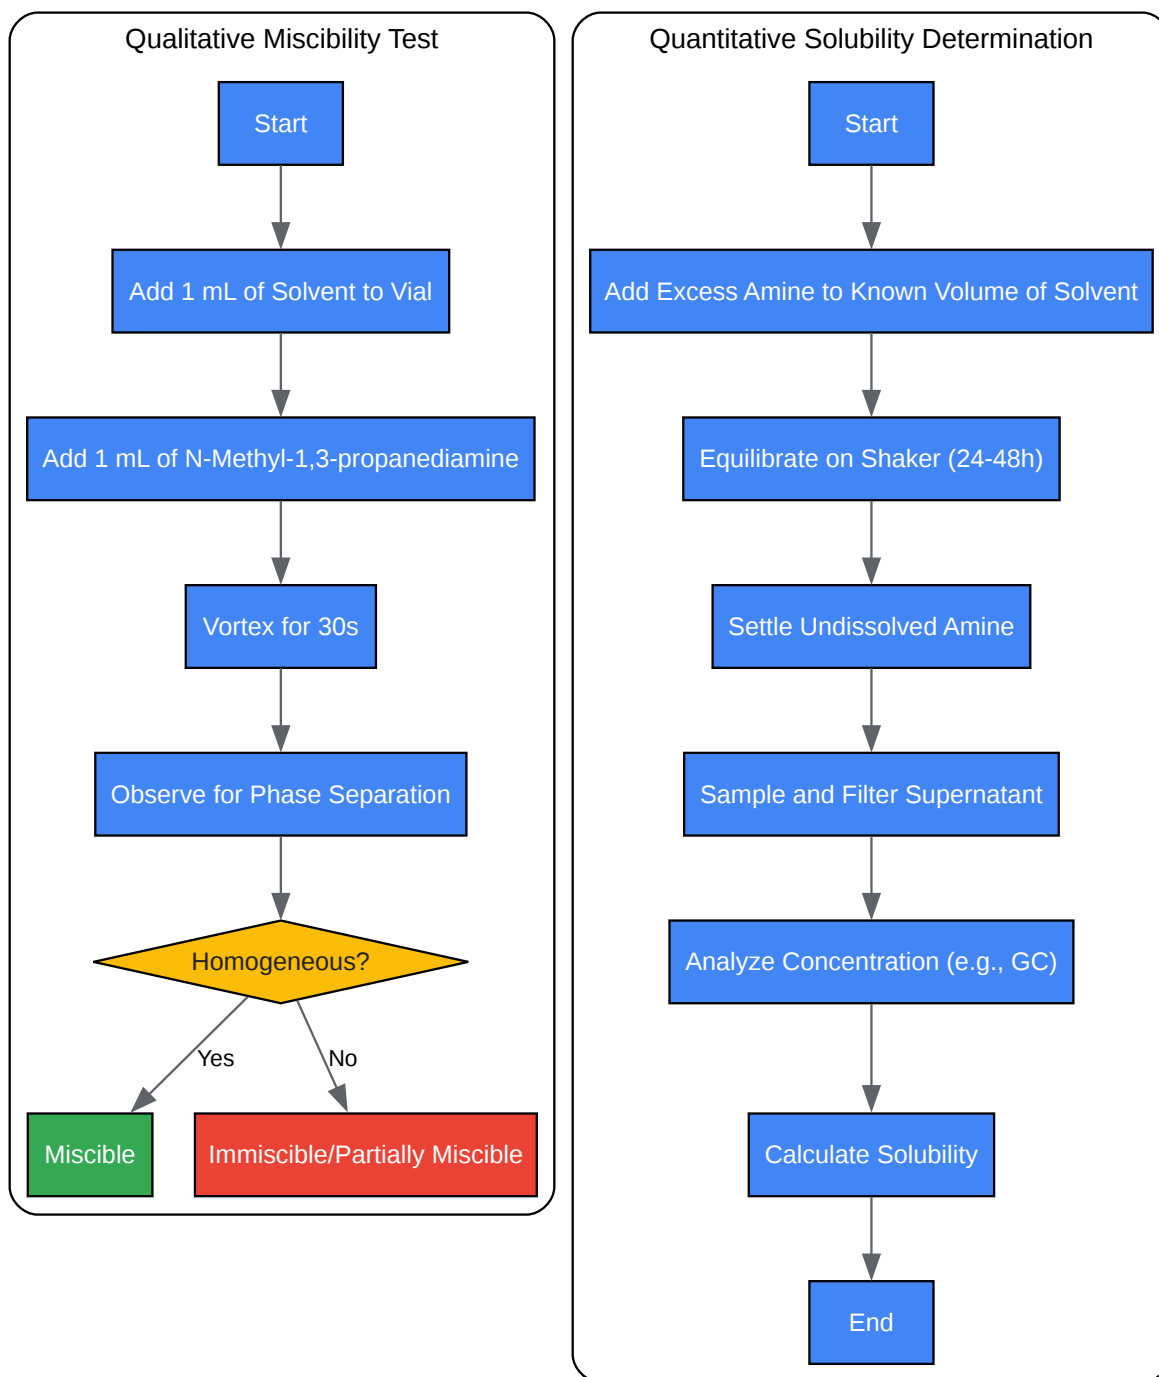 Qualitative Miscibility Test
Start
Add 1 mL of Solvent to Vial
Add 1 mL of N-Methyl-1,3-propanediamine
Vortex for 30s
Observe for Phase Separation
Homogeneous?
Yes
No
Miscible
Immiscible/Partially Miscible
Quantitative Solubility Determination
Start
Add Excess Amine to Known Volume of Solvent
Equilibrate on Shaker (24-48h)
Settle Undissolved Amine
Sample and Filter Supernatant
Analyze Concentration (e.g., GC)
Calculate Solubility
End